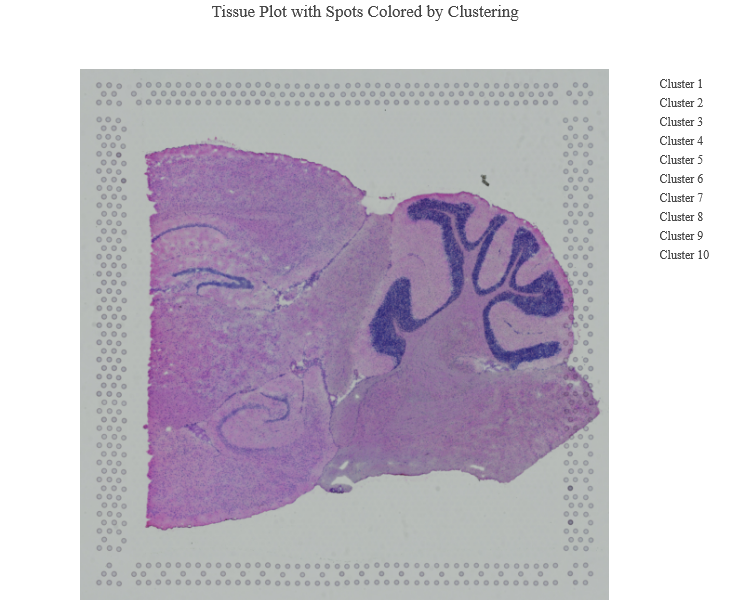 Tissue Plot with Spots Colored by Clustering
Cluster 1
Cluster 2
Cluster 3
Cluster 4
Cluster 5
Cluster 6
Cluster 7
Cluster 8
Cluster 9
Cluster 10